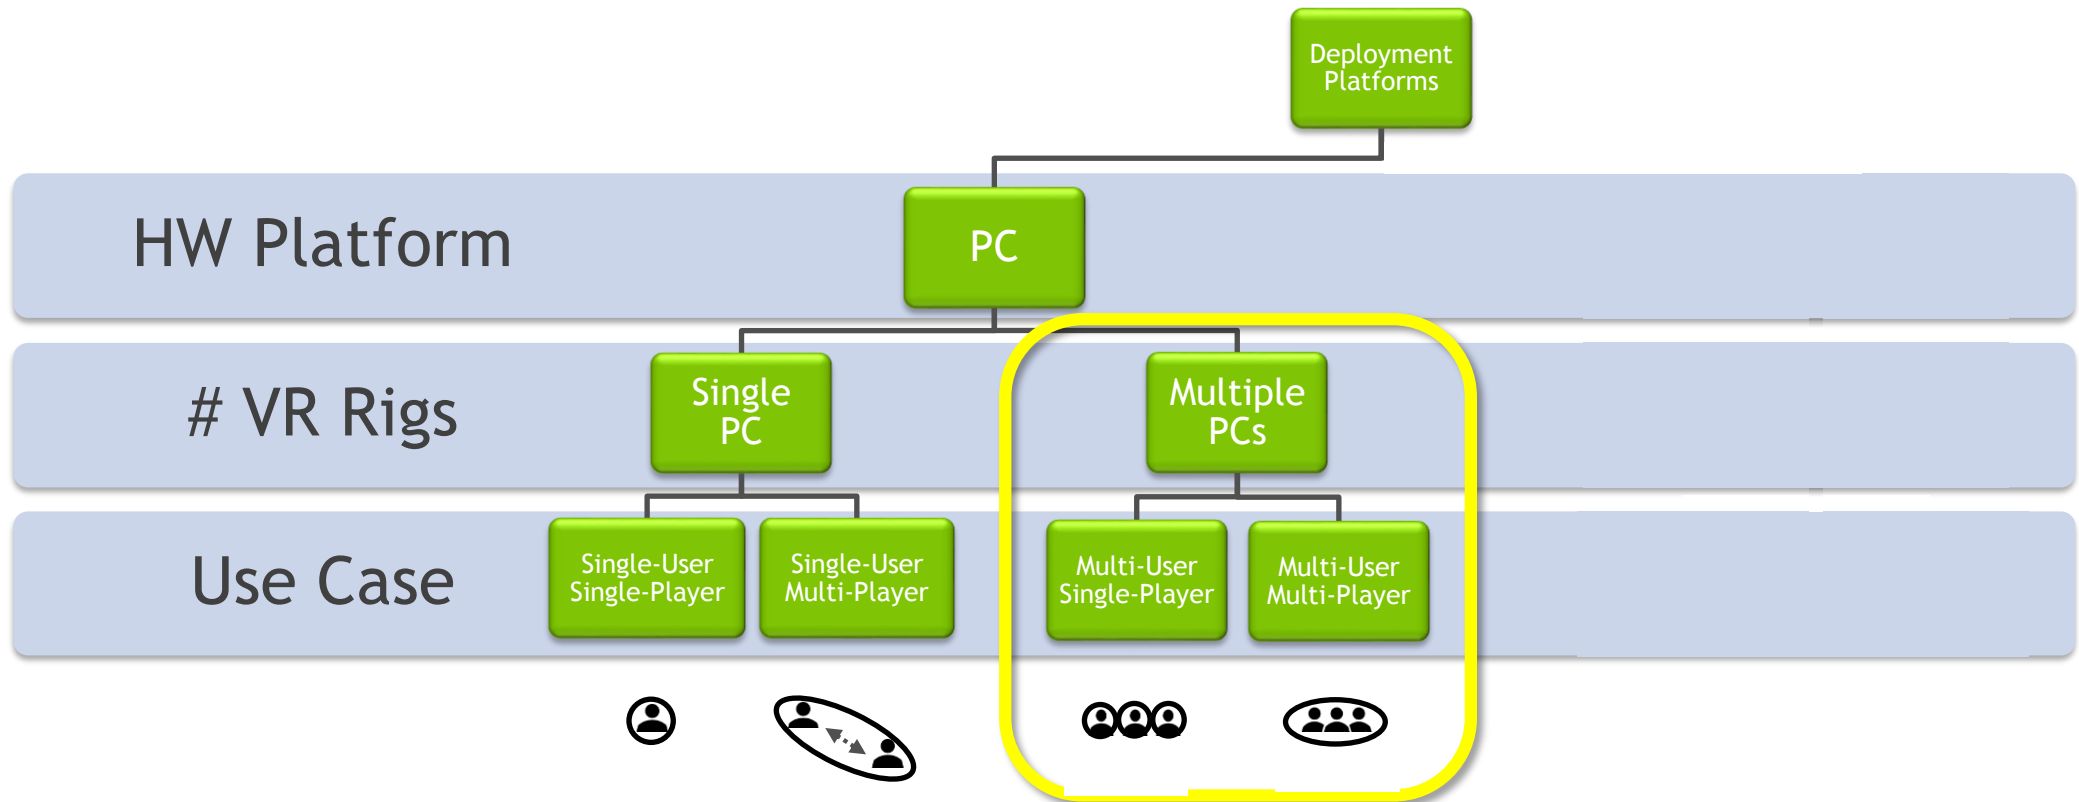 Deployment
Platforms
HW Platform
PC
# VR Rigs
Single
PC
Multiple
PCs
Use Case
Single-User
Single-Player
Single-User
Multi-Player
Multi-User
Single-Player
Multi-User
Multi-Player